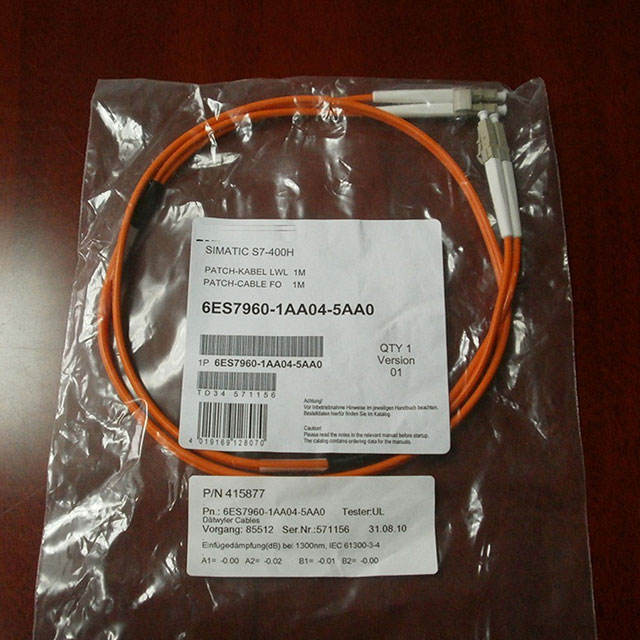 SIMATIC S7-400H
PATCH-KABEL LWL 1M
PATCH-CABLE FO 1M
6ES7960-1AA04-5AA0
1P 6ES7960-1AA04-5AA0
QTY 1
Version
01
TD34 571156
Achtung!
Vor Inbetriebnahme Hinweise im jeweiligen Handbuch beachten.
Bestelldaten hierfür finden Sie im Katalog
Caution!
Please read the notes in the relevant manual before startup.
The catalog contains ordering data for the manuals.
4 019169 128070
P/N 415877
Pn.: 6ES7960-1AA04-5AA0 Tester:UL
Dätwyler Cables
Vorgang: 85512 Ser.Nr:571156 31.08.10
Einfügedämpfung(dB) bei 1300nm, IEC 61300-3-4
A1= -0.00 A2= -0.02 B1= -0.01 B2= -0.00